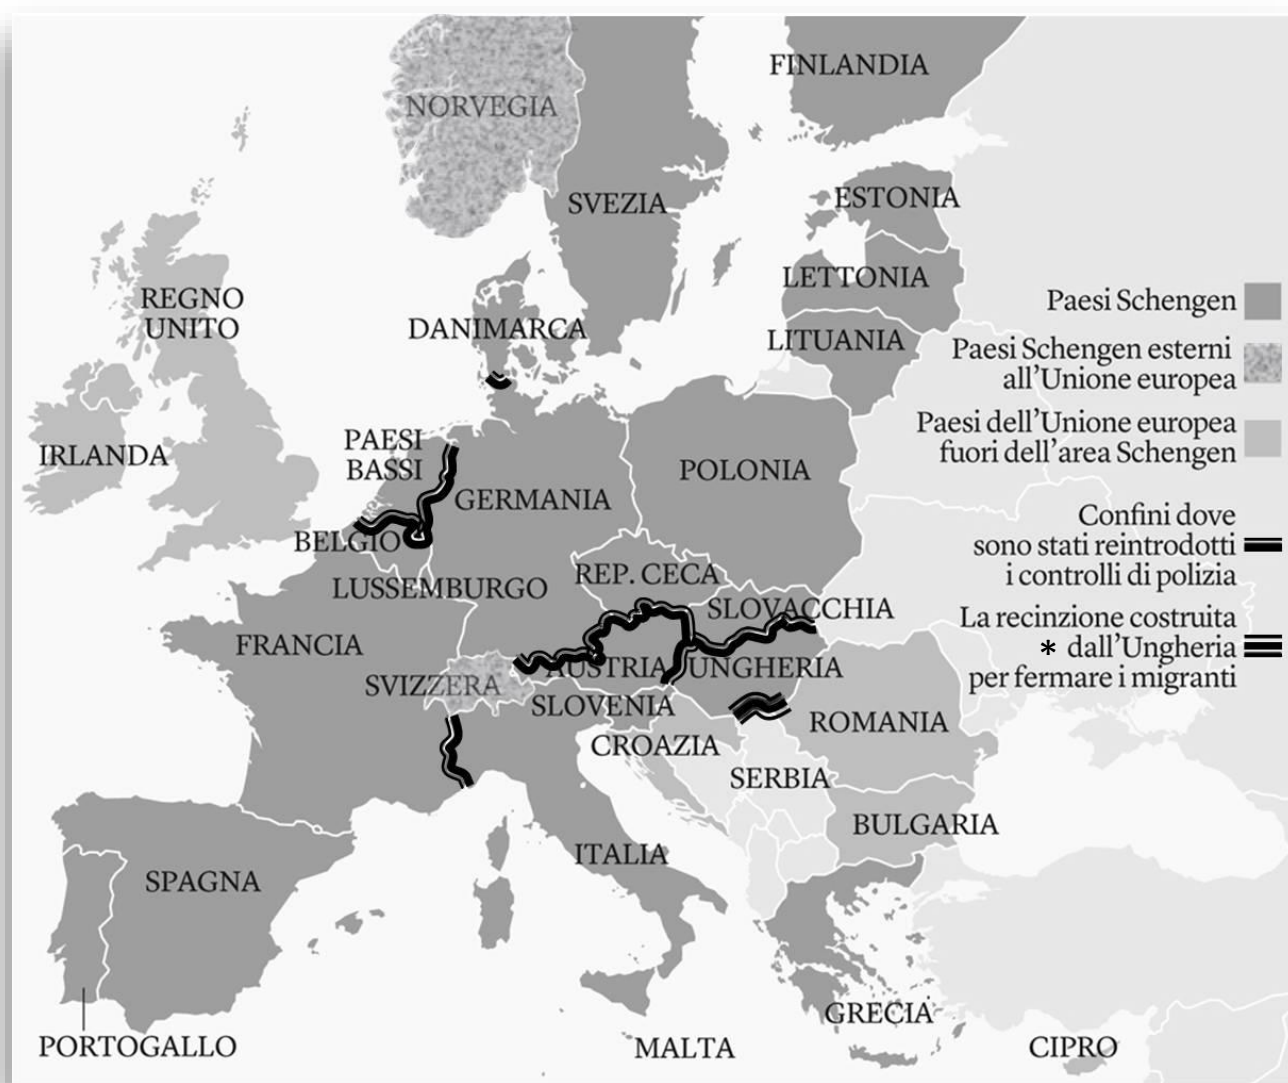 FINLANDIA
NORVEGIA
ESTONIA
SVEZIA
LETTONIA
REGNO
UNITO
Paesi Schengen
DANIMARCA
LITUANIA
Paesi Schengen esterni
all'Unione europea
Paesi dell'Unione europea
fuori dell'area Schengen
PAESI
BASSI
IRLANDA
POLONIA
GERMANIA
Confini dove
sono stati reintrodotti
i controlli di polizia
BELGIO
LUSSEMBURGO
REP. CECA
SLOVACCHIA
La recinzione costruita
* dall'Ungheria
per fermare i migranti
FRANCIA
AUSTRIA
UNGHERIA
SVIZZERA
SLOVENIA
ROMANIA
CROAZIA
SERBIA
BULGARIA
ITALIA
SPAGNA
GRECIA
PORTOGALLO
MALTA
CIPRO